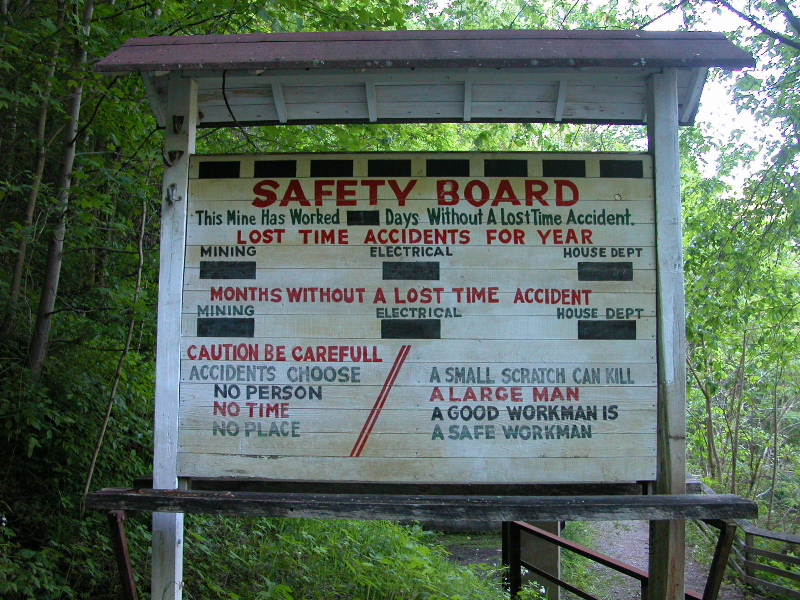 SAFETY BOARD
This Mine Has Worked Days Without A Lost Time Accident.
LOST TIME ACCIDENTS FOR YEAR
MINING ELECTRICAL HOUSE DEPT
MONTHS WITHOUT A LOST TIME ACCIDENT
MINING ELECTRICAL HOUSE DEPT
CAUTION BE CAREFULL
ACCIDENTS CHOOSE
NO PERSON
NO TIME
NO PLACE
A SMALL SCRATCH CAN KILL
A LARGE MAN
A GOOD WORKMAN IS
A SAFE WORKMAN